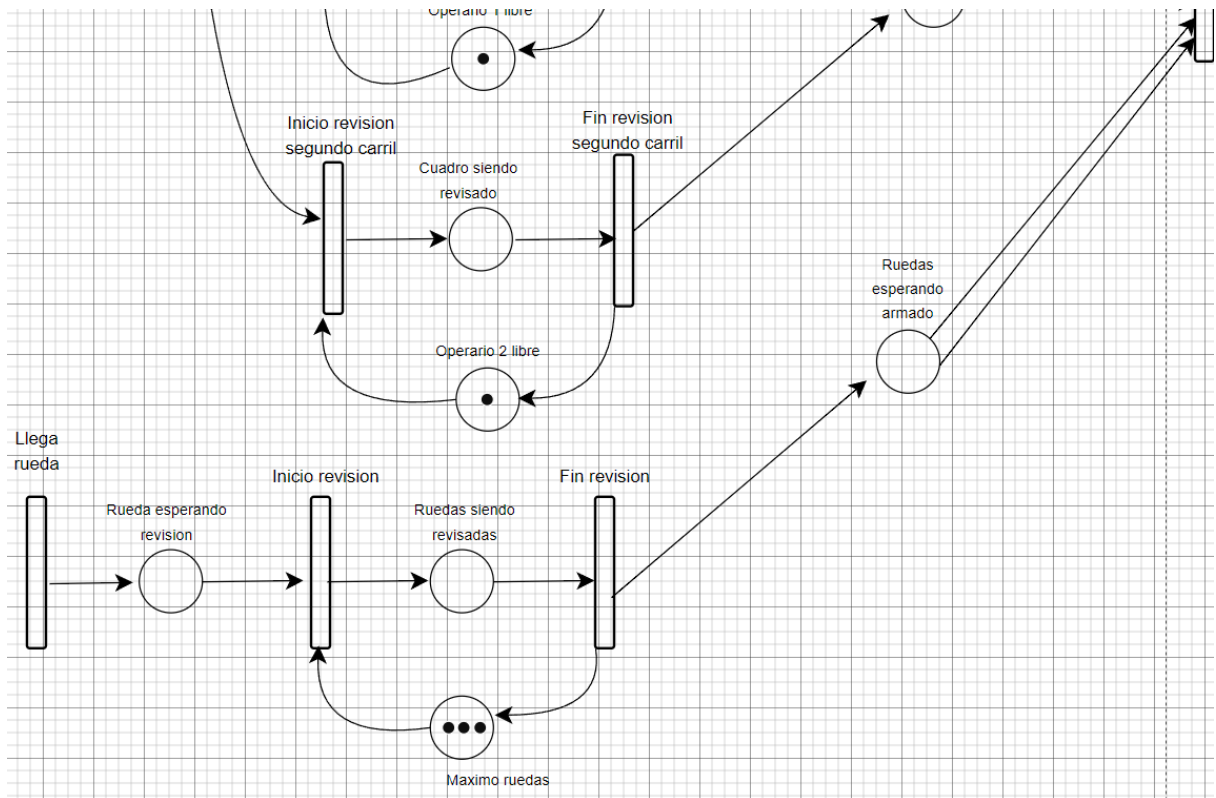 Operario 1 libre
Inicio revision
segundo carril
Fin revision
segundo carril
Cuadro siendo
revisado
Ruedas
esperando
armado
Operario 2 libre
Llega
rueda
Inicio revision
Fin revision
Rueda esperando
revision
Ruedas siendo
revisadas
Maximo ruedas